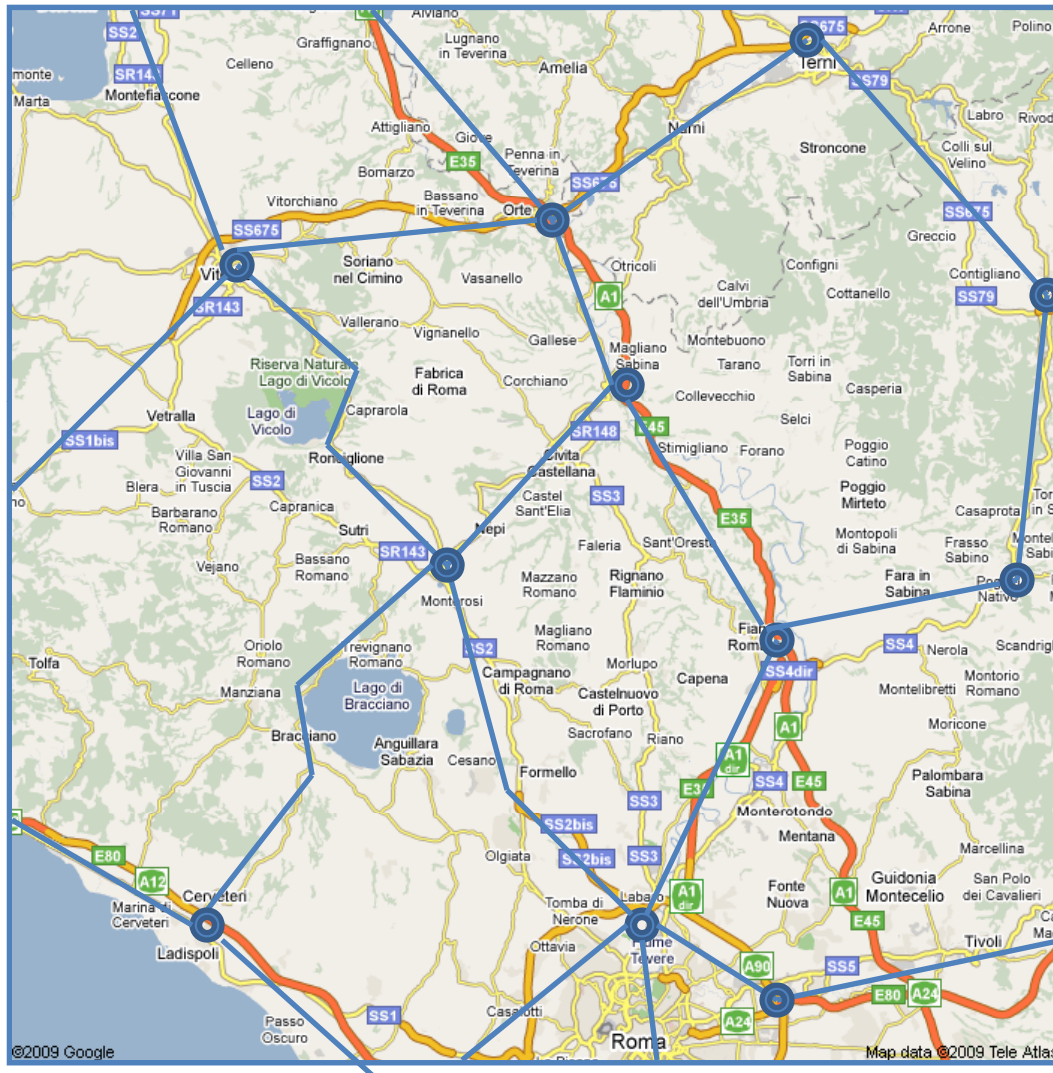 SS71
SS2
Alviano
Lugnano
in Teverina
Graffignano
SS675
Arrone
Polino
Celleno
Amelia
Terni
SS79
monte
SR143
Marta
Montefiascone
Labro
Attigliano
Giove
Narni
Stroncone
Colli sul
Velino
E35
Penna in
Teverina
Bomarzo
Bassano
in Teverina
Orte
SS675
Vitorchiano
SS675
SS675
Greccio
Soriano
nel Cimino
Vasanello
Otricoli
Configni
Contigliano
SR143
A1
Calvi
dell'Umbria
Cottanello
SS79
Vallerano
Vignanello
Gallese
Magliano
Sabina
Montebuono
Tarano
Torri in
Sabina
Riserva Naturale
Lago di Vicolo
Fabrica
di Roma
Corchiano
Collevecchio
Casperia
Vetralla
Lago di
Vicolo
Caprarola
Selci
SS1bis
SR148
E45
Stimigliano
Forano
Poggio
Catino
Villa San
Giovanni
in Tuscia
Ronciglione
Civita
Castellana
SS2
Blera
Barbarano
Romano
Capranica
Castel
Sant'Elia
SS3
E35
Poggio
Mirteto
Casaprota
Sutri
Nepi
SR143
Faleria
Sant'Oreste
Montopoli
di Sabina
Frasso
Sabino
Vejano
Bassano
Romano
Monterosi
Mazzano
Romano
Rignano
Flaminio
Fara in
Sabina
Nativo
Oriolo
Romano
Trevignano
Romano
SS2
Magliano
Romano
SS4
Nerola
Tolfa
Manziana
Lago di
Bracciano
Campagnano
di Roma
Morlupo
Castelnuovo
di Porto
Capena
SS4dir
Montelibretti
Montorio
Romano
Bracciano
Anguillara
Sabazia
Cesano
Sacrofano
Riano
A1
Moricone
A1
dir
Formello
SS4
E45
Palombara
Sabina
SS3
Monterotondo
SS2bis
Mentana
E80
Olgiata
SS2bis
SS3
Marcellina
A12
Cerveteri
Marina di
Cerveteri
Labaro
A1
dir
Tomba di
Nerone
Fonte
Nuova
A1
Guidonia
Montecelio
San Polo
dei Cavalieri
Ladispoli
Ottavia
Fiume
Tevere
E45
Tivoli
A90
SS5
SS1
Casalotti
E80
A24
Passo
Oscuro
A24
Roma
©2009 Google
Map data ©2009 Tele Atlas